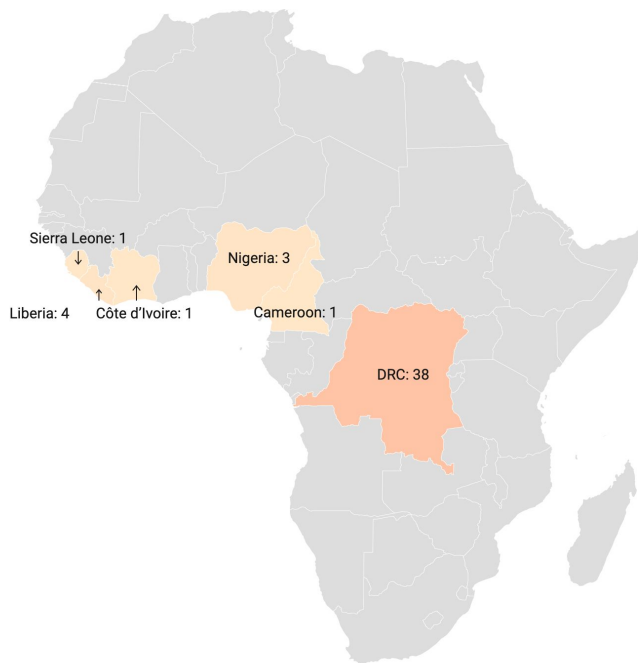 Sierra Leone: 1
Nigeria: 3
Liberia: 4
Côte d’Ivoire: 1
Cameroon: 1
DRC: 38